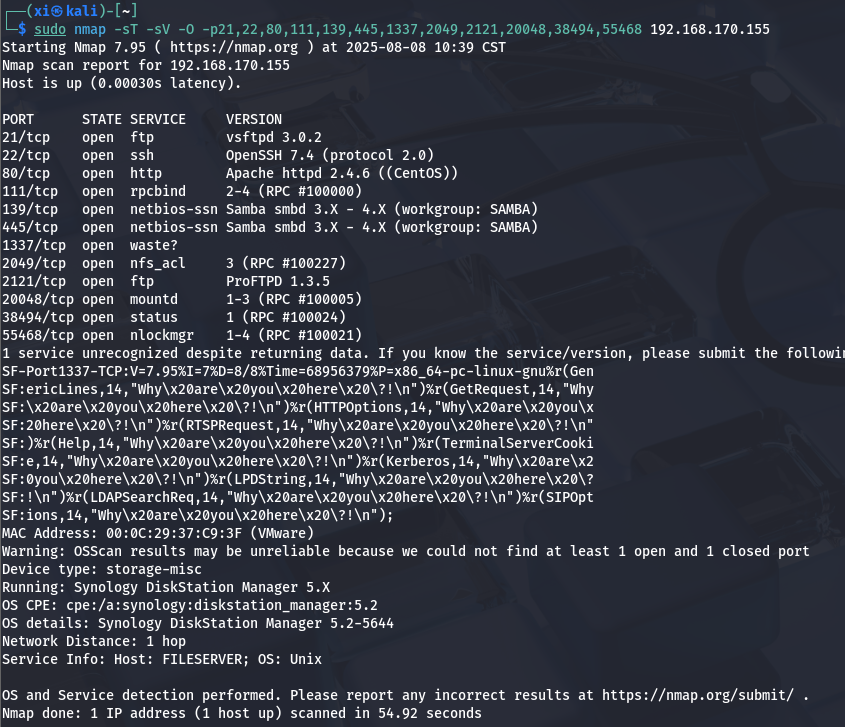 ┌──(xi㉿kali)-[~]
└─$ sudo nmap -sT -sV -O -p21,22,80,111,139,445,1337,2049,2121,20048,38494,55468 192.168.170.155
Starting Nmap 7.95 ( https://nmap.org ) at 2025-08-08 10:39 CST
Nmap scan report for 192.168.170.155
Host is up (0.00030s latency).

PORT      STATE SERVICE     VERSION
21/tcp    open  ftp         vsftpd 3.0.2
22/tcp    open  ssh         OpenSSH 7.4 (protocol 2.0)
80/tcp    open  http        Apache httpd 2.4.6 ((CentOS))
111/tcp   open  rpcbind     2-4 (RPC #100000)
139/tcp   open  netbios-ssn Samba smbd 3.X - 4.X (workgroup: SAMBA)
445/tcp   open  netbios-ssn Samba smbd 3.X - 4.X (workgroup: SAMBA)
1337/tcp  open  waste?
2049/tcp  open  nfs_acl     3 (RPC #100227)
2121/tcp  open  ftp         ProFTPD 1.3.5
20048/tcp open  mountd      1-3 (RPC #100005)
38494/tcp open  status      1 (RPC #100024)
55468/tcp open  nlockmgr    1-4 (RPC #100021)
1 service unrecognized despite returning data. If you know the service/version, please submit the followin
SF-Port1337-TCP:V=7.95%I=7%D=8/8%Time=68956379%P=x86_64-pc-linux-gnu%r(Gen
SF:ericLines,14,"Why\x20are\x20you\x20here\x20\?!\n")%r(GetRequest,14,"Why
SF:\x20are\x20you\x20here\x20\?!\n")%r(HTTPOptions,14,"Why\x20are\x20you\x
SF:20here\x20\?!\n")%r(RTSPRequest,14,"Why\x20are\x20you\x20here\x20\?!\n"
SF:)%r(Help,14,"Why\x20are\x20you\x20here\x20\?!\n")%r(TerminalServerCooki
SF:e,14,"Why\x20are\x20you\x20here\x20\?!\n")%r(Kerberos,14,"Why\x20are\x2
SF:0you\x20here\x20\?!\n")%r(LPDString,14,"Why\x20are\x20you\x20here\x20\?
SF:!\n")%r(LDAPSearchReq,14,"Why\x20are\x20you\x20here\x20\?!\n")%r(SIPOpt
SF:ions,14,"Why\x20are\x20you\x20here\x20\?!\n");
MAC Address: 00:0C:29:37:C9:3F (VMware)
Warning: OSScan results may be unreliable because we could not find at least 1 open and 1 closed port
Device type: storage-misc
Running: Synology DiskStation Manager 5.X
OS CPE: cpe:/a:synology:diskstation_manager:5.2
OS details: Synology DiskStation Manager 5.2-5644
Network Distance: 1 hop
Service Info: Host: FILESERVER; OS: Unix

OS and Service detection performed. Please report any incorrect results at https://nmap.org/submit/ .
Nmap done: 1 IP address (1 host up) scanned in 54.92 seconds